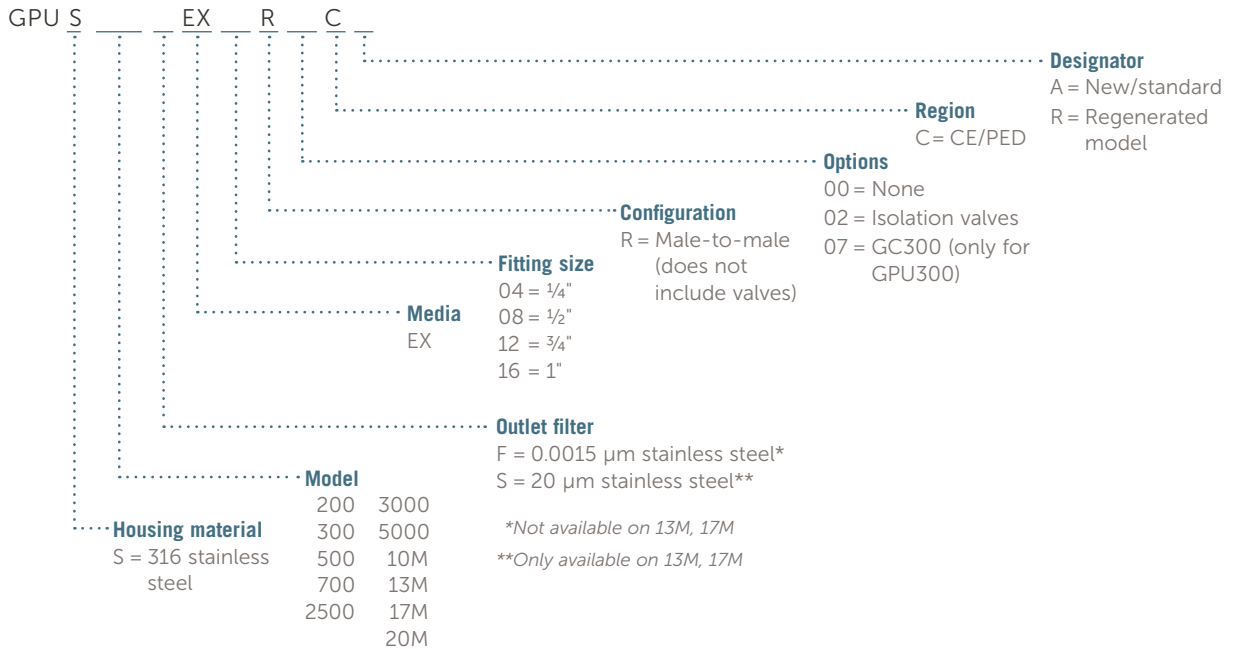 GPU S EX R C
Designator
A = New/standard
R = Regenerated
model
Region
C = CE/PED
Options
00 = None
02 = Isolation valves
07 = GC300 (only for
GPU300)
Configuration
R = Male-to-male
(does not
include valves)
Fitting size
04 = ¼"
08 = ½"
12 = ¾"
16 = 1"
Media
EX
Outlet filter
F = 0.0015 µm stainless steel*
S = 20 µm stainless steel**
*Not available on 13M, 17M
**Only available on 13M, 17M
Model
200 3000
300 5000
500 10M
700 13M
2500 17M
20M
Housing material
S = 316 stainless
steel